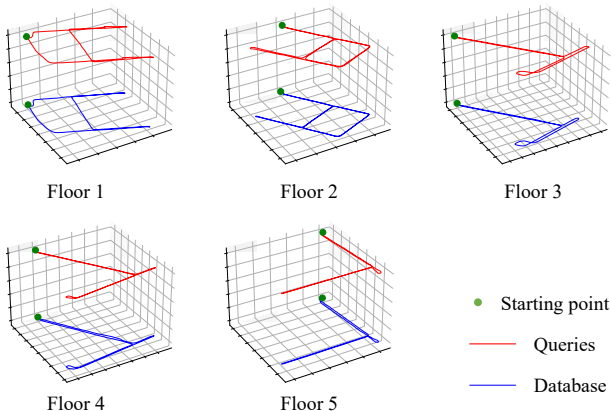 Floor 1
Floor 2
Floor 3
Floor 4
Floor 5
Starting point
Queries
Database